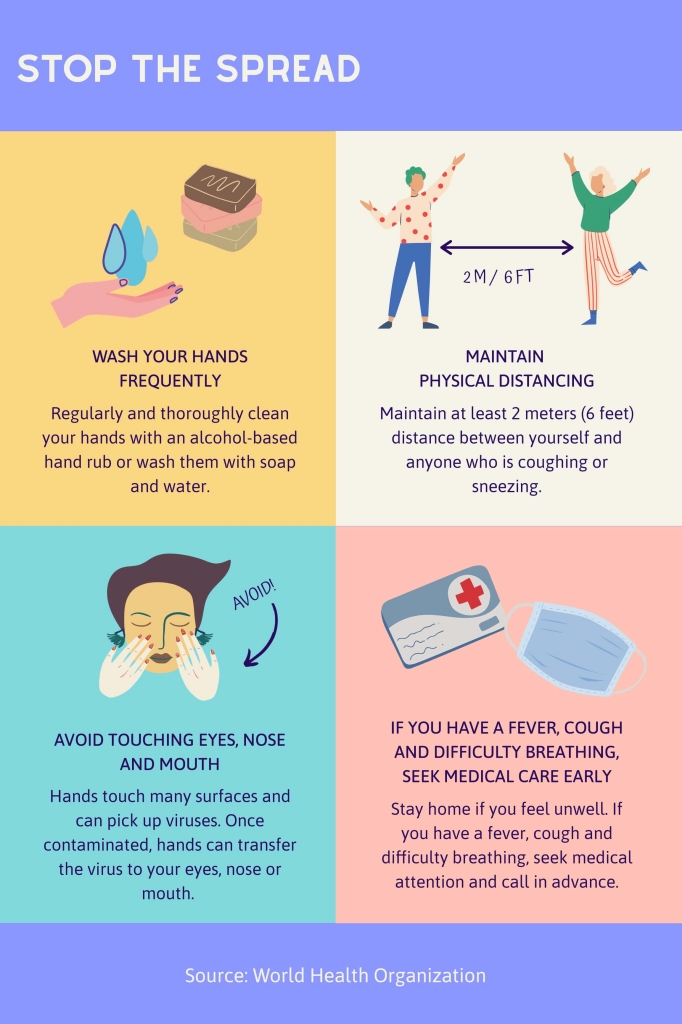 STOP THE SPREAD
2M/ 6FT
WASH YOUR HANDS
FREQUENTLY
Regularly and thoroughly clean
your hands with an alcohol-based
hand rub or wash them with soap
and water.
MAINTAIN
PHYSICAL DISTANCING
Maintain at least 2 meters (6 feet)
distance between yourself and
anyone who is coughing or
sneezing.
AVOID!
AVOID TOUCHING EYES, NOSE
AND MOUTH
Hands touch many surfaces and
can pick up viruses. Once
contaminated, hands can transfer
the virus to your eyes, nose or
mouth.
IF YOU HAVE A FEVER, COUGH
AND DIFFICULTY BREATHING,
SEEK MEDICAL CARE EARLY
Stay home if you feel unwell. If
you have a fever, cough and
difficulty breathing, seek medical
attention and call in advance.
Source: World Health Organization